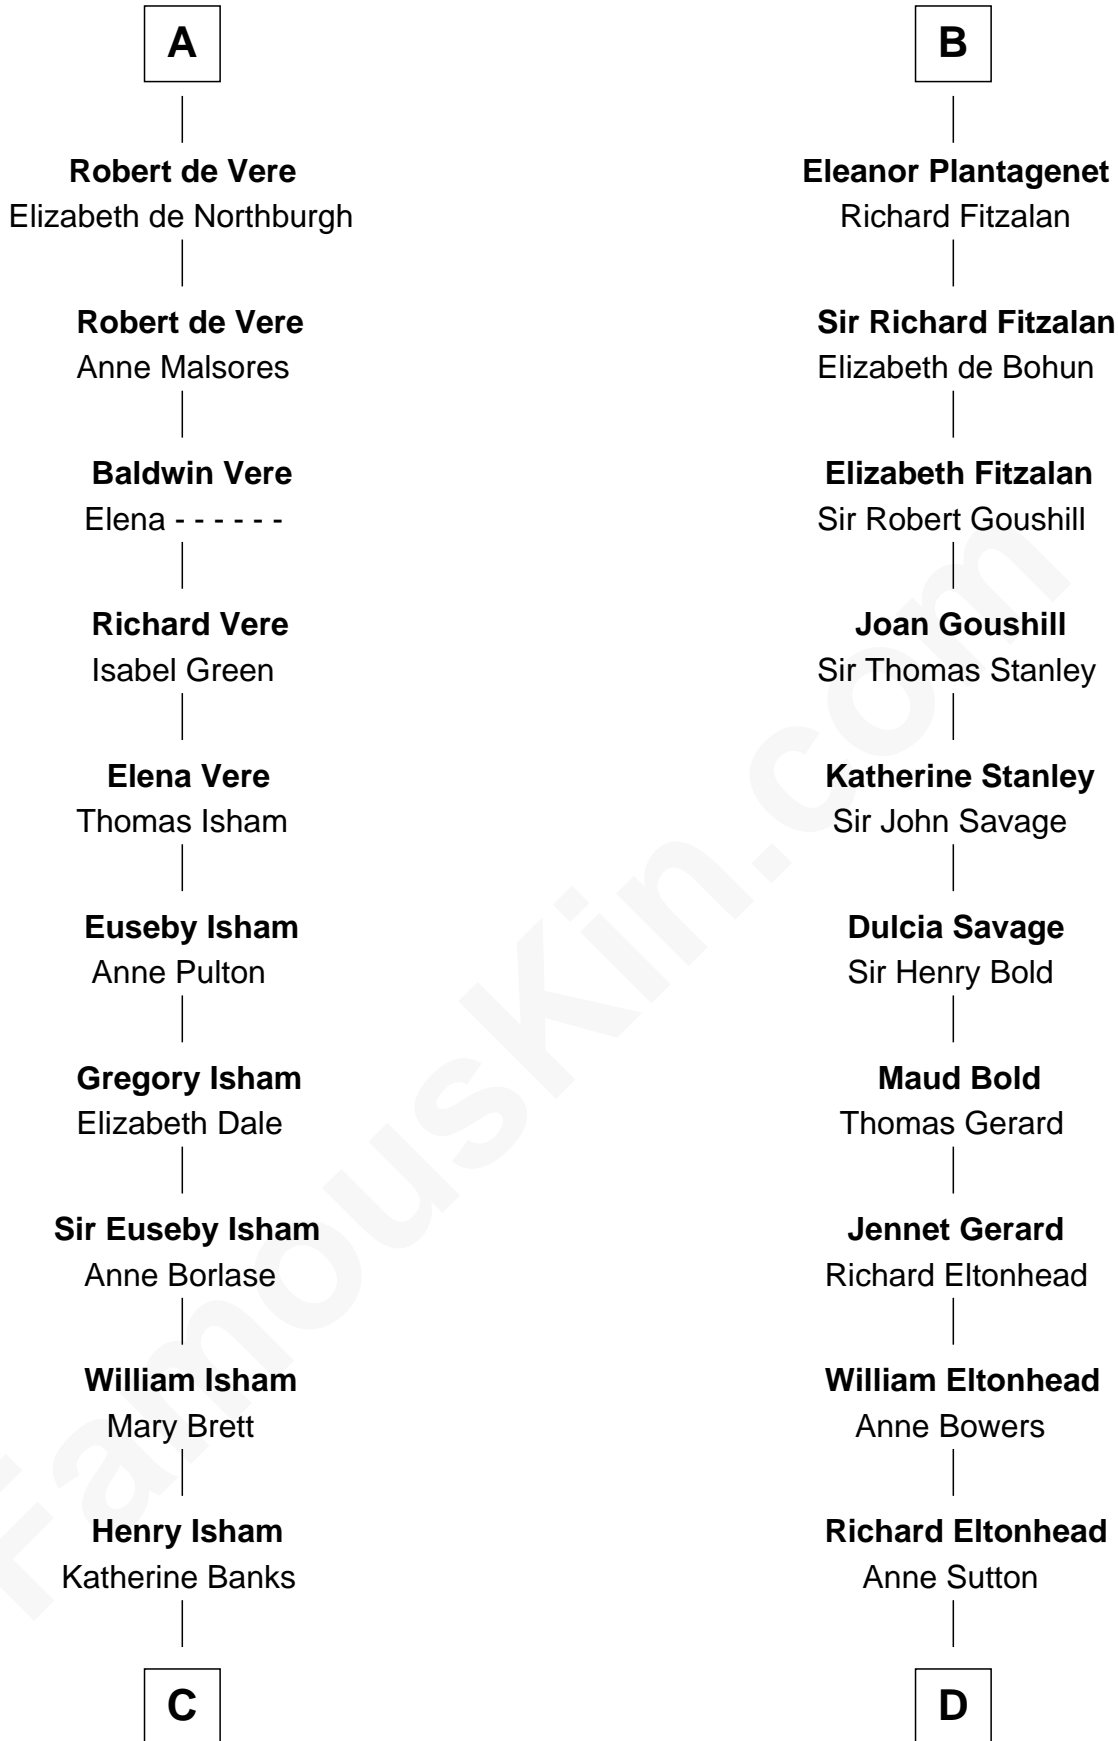 A
Robert de Vere
Elizabeth de Northburgh
Robert de Vere
Anne Malsores
Baldwin Vere
Elena - - - - - -
Richard Vere
Isabel Green
Elena Vere
Thomas Isham
Euseby Isham
Anne Pulton
Gregory Isham
Elizabeth Dale
Sir Euseby Isham
Anne Borlase
William Isham
Mary Brett
Henry Isham
Katherine Banks
C
B
Eleanor Plantagenet
Richard Fitzalan
Sir Richard Fitzalan
Elizabeth de Bohun
Elizabeth Fitzalan
Sir Robert Goushill
Joan Goushill
Sir Thomas Stanley
Katherine Stanley
Sir John Savage
Dulcia Savage
Sir Henry Bold
Maud Bold
Thomas Gerard
Jennet Gerard
Richard Eltonhead
William Eltonhead
Anne Bowers
Richard Eltonhead
Anne Sutton
D
FamousKin.com